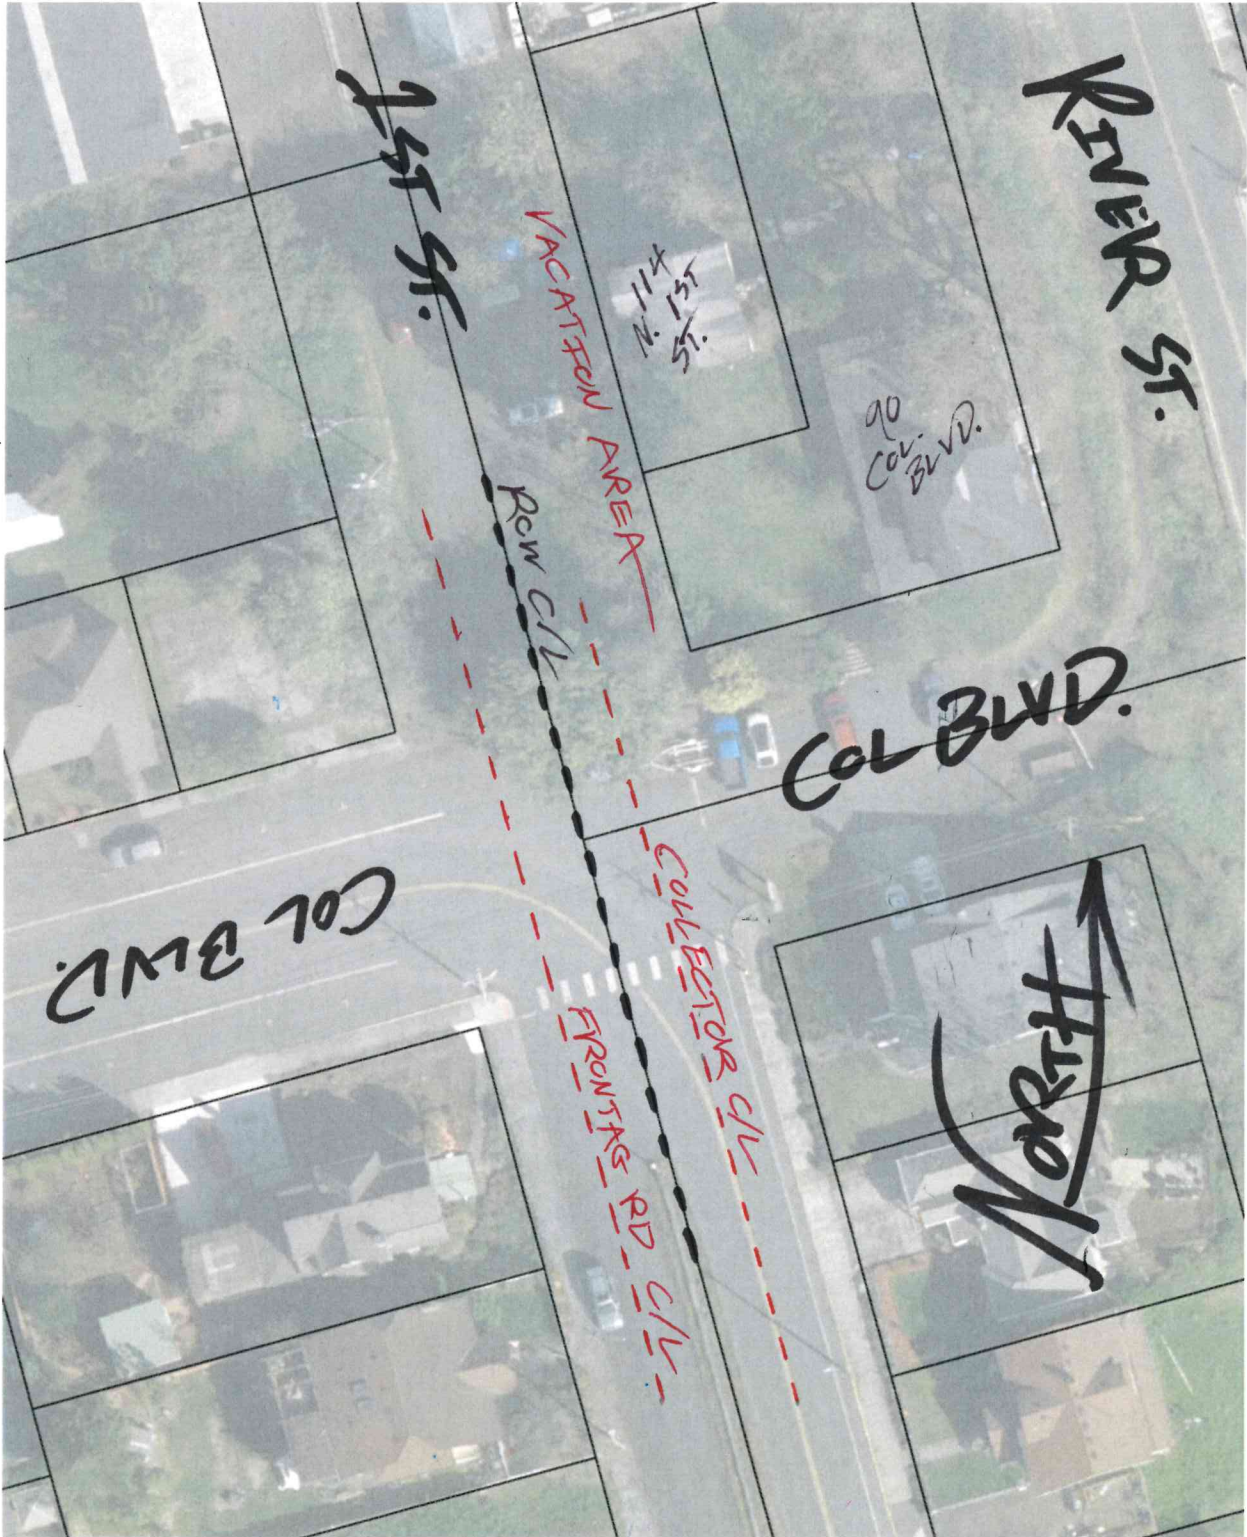 1ST ST.
RIVER ST.
VACATION AREA
114
N. 1ST
ST.
90
COL.
BLVD.
ROW C/L
COL BLVD.
COLLECTOR C/L
COL BLVD.
NORTH
FRONTAG RD C/L